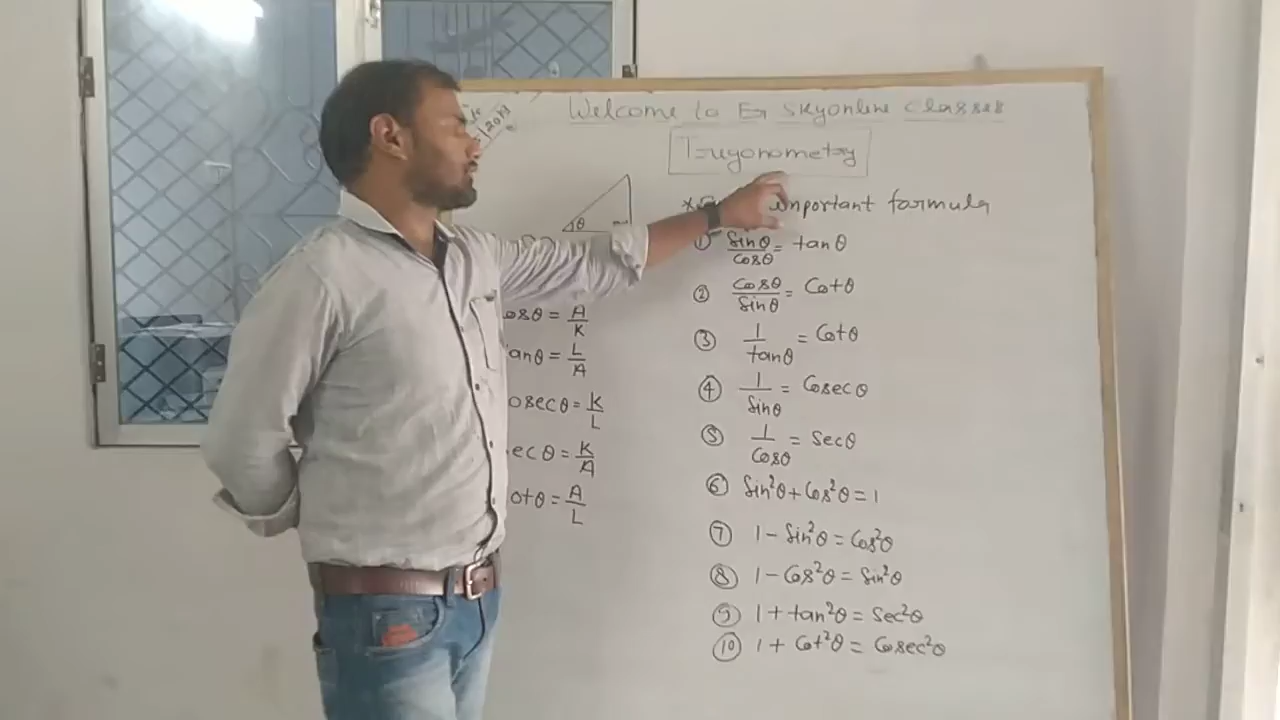 Welcome to Er Skyonline Classes
Trigonometry
important formula
θ
osθ = A/K
anθ = L/A
osecθ = K/L
ecθ = K/A
otθ = A/L
① Sinθ/Cosθ = tanθ
② Cosθ/Sinθ = Cotθ
③ 1/tanθ = Cotθ
④ 1/Sinθ = Cosecθ
⑤ 1/Cosθ = Secθ
⑥ Sin²θ + Cos²θ = 1
⑦ 1 - Sin²θ = Cos²θ
⑧ 1 - Cos²θ = Sin²θ
⑨ 1 + tan²θ = Sec²θ
⑩ 1 + Cot²θ = Cosec²θ